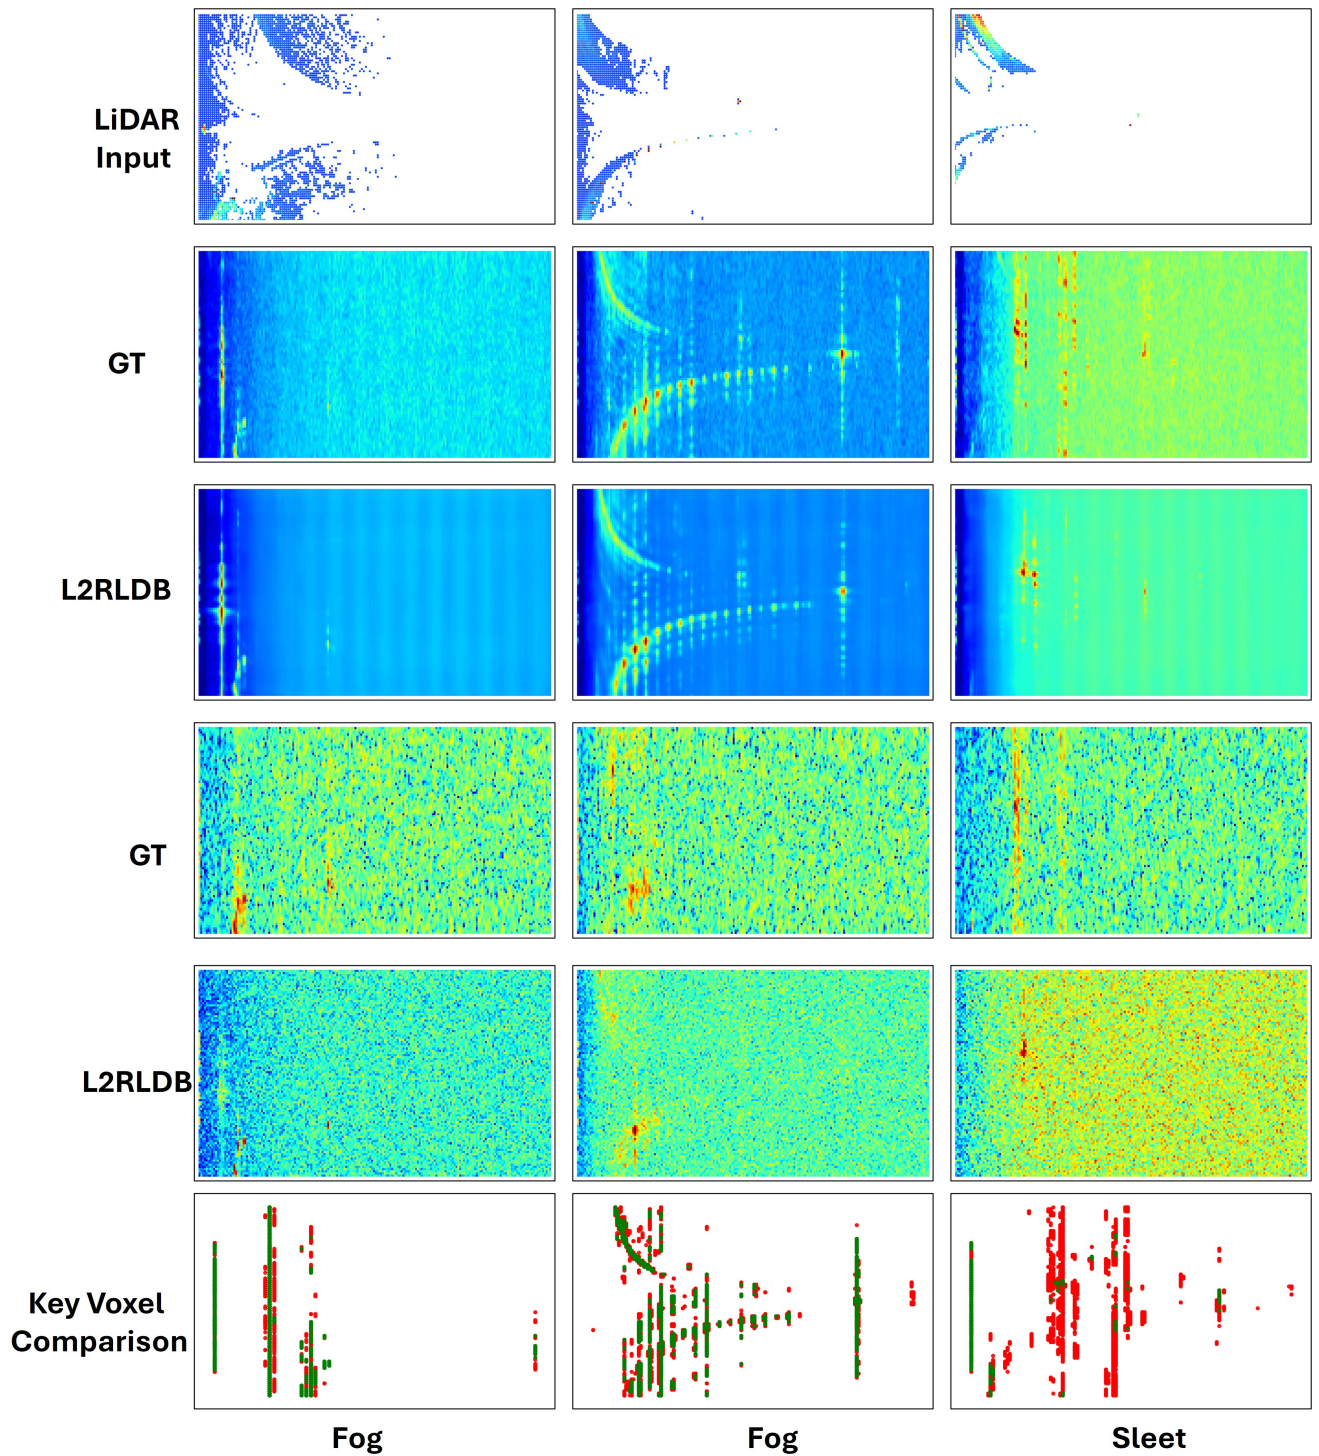 LiDAR
Input
GT
L2RLDB
GT
L2RLDB
Key Voxel
Comparison
Fog
Fog
Sleet